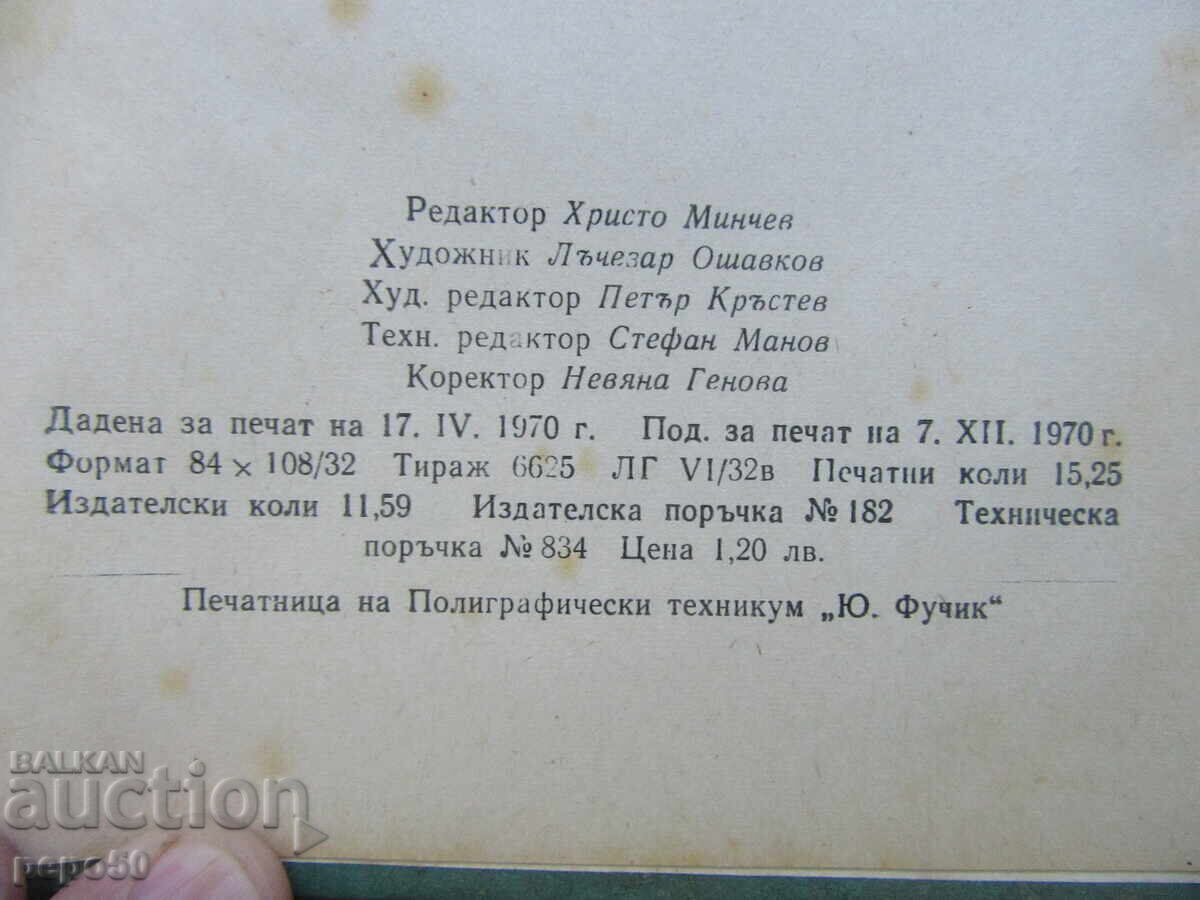 Редактор Христо Минчев
Художник Лъчезар Ошавков
Худ. редактор Петър Кръстев
Техн. редактор Стефан Манов
Коректор Невяна Генова
Дадена за печат на 17. IV. 1970 г. Под. за печат на 7. XII. 1970 г.
Формат 84 × 108/32 Тираж 6625 ЛГ VI/32в Печатни коли 15,25
Издателски коли 11,59 Издателска поръчка № 182 Техническа
поръчка № 834 Цена 1,20 лв.
Печатница на Полиграфически техникум „Ю. Фучик“
BALKAN
auction
pepo50